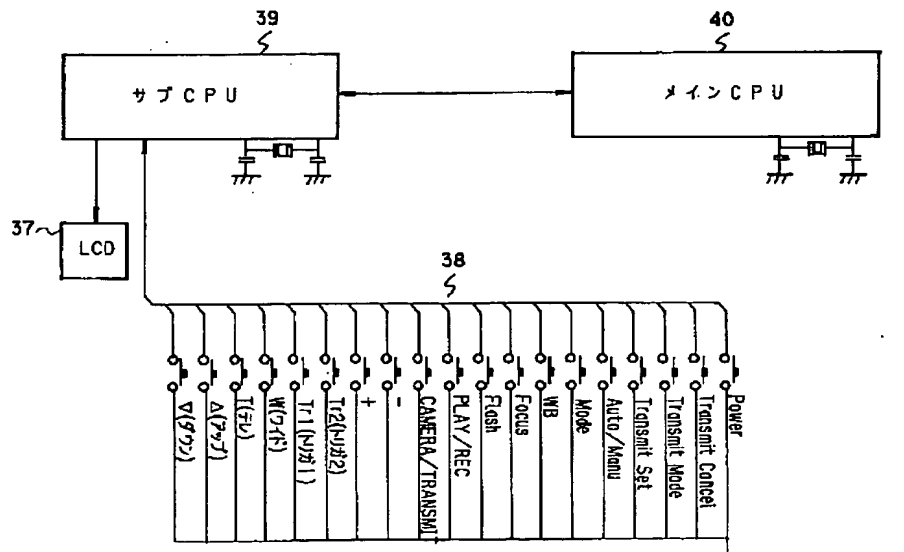 39
40
サブCPU
メインCPU
37
LCD
38
▽(ダウン)
△(アップ)
T(テレ)
W(ワイド)
Tr1(トリガ1)
Tr2(トリガ2)
+
-
CAMERA/TRANSMI
PLAY/REC
Flash
Focus
WB
Mode
Auto/Manu
Transmit Set
Transmit Mode
Transmit Cancel
Power